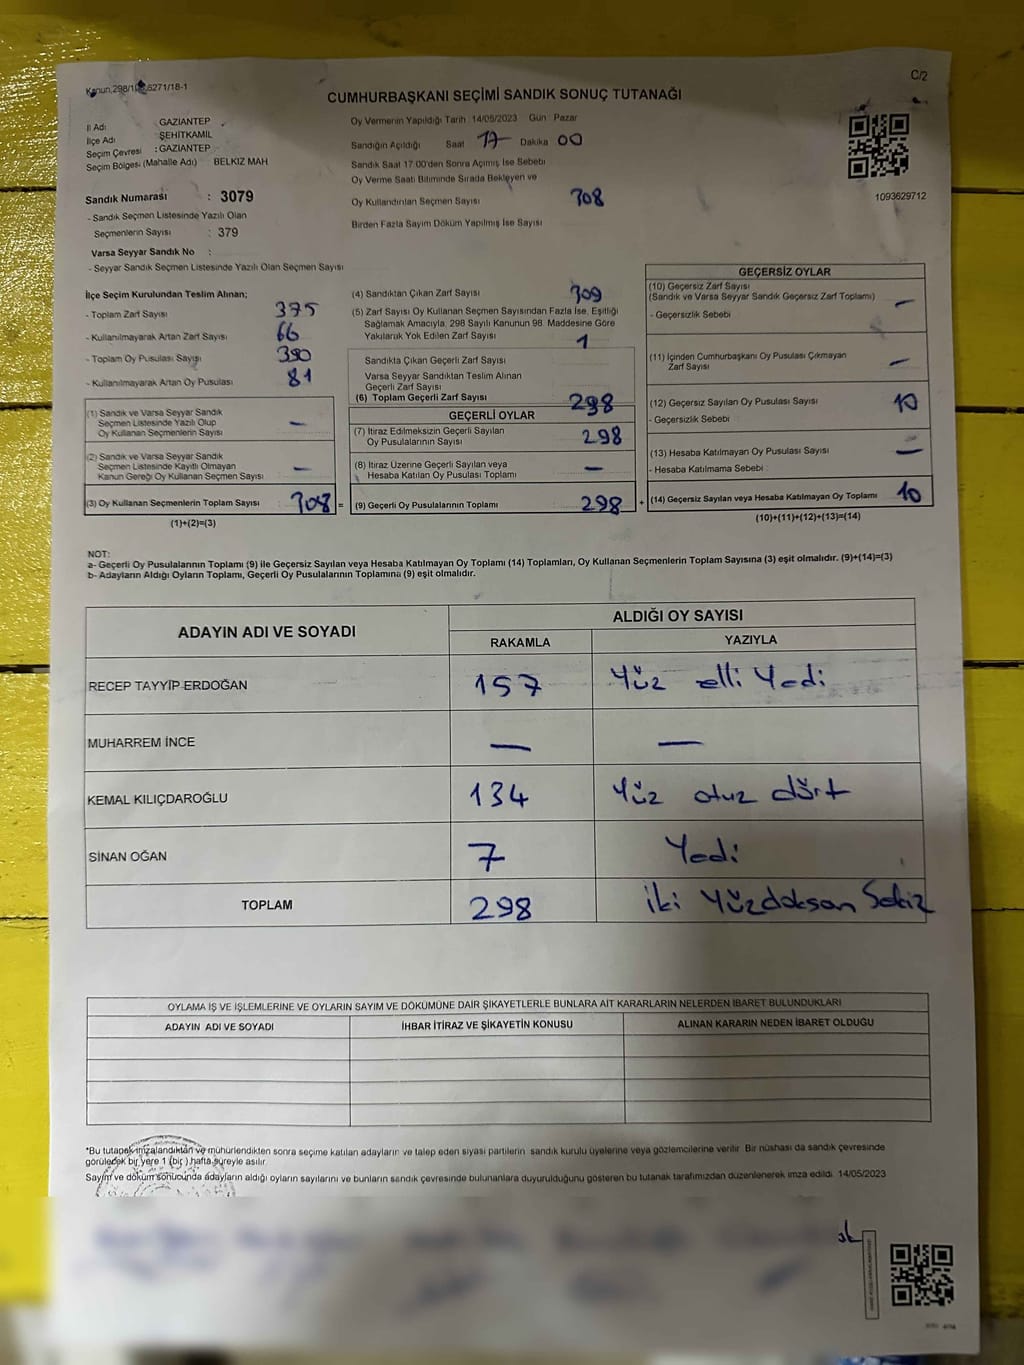 C/2
Kanun,298/1 6271/18-1
CUMHURBAŞKANI SEÇİMİ SANDIK SONUÇ TUTANAĞI
İl Adı : GAZİANTEP
İlçe Adı : ŞEHİTKAMİL
Seçim Çevresi : GAZİANTEP
Seçim Bölgesi (Mahalle Adı) BELKIZ MAH
Sandık Numarası : 3079
- Sandık Seçmen Listesinde Yazılı Olan
Seçmenlerin Sayısı : 379
Varsa Seyyar Sandık No :
- Seyyar Sandık Seçmen Listesinde Yazılı Olan Seçmen Sayısı
Oy Vermenin Yapıldığı Tarih 14/05/2023 Gün Pazar
Sandığın Açıldığı Saat 17 Dakika 00
Sandık Saat 17:00'den Sonra Açılmış İse Sebebi
Oy Verme Saati Bitiminde Sırada Bekleyen ve
Oy Kullandırılan Seçmen Sayısı 308
Birden Fazla Sayım Döküm Yapılmış İse Sayısı
1093629712
İlçe Seçim Kurulundan Teslim Alınan;
- Toplam Zarf Sayısı 375
- Kullanılmayarak Artan Zarf Sayısı 66
- Toplam Oy Pusulası Sayışı 390
- Kullanılmayarak Artan Oy Pusulası 81
(1) Sandık ve Varsa Seyyar Sandık
Seçmen Listesinde Yazılı Olup
Oy Kullanan Seçmenlerin Sayısı —
(2) Sandık ve Varsa Seyyar Sandık
Seçmen Listesinde Kayıtlı Olmayan
Kanun Gereği Oy Kullanan Seçmen Sayısı —
(3) Oy Kullanan Seçmenlerin Toplam Sayısı 308 =
(1)+(2)=(3)
(4) Sandıktan Çıkan Zarf Sayısı 309
(5) Zarf Sayısı Oy Kullanan Seçmen Sayısından Fazla İse, Eşitliği
Sağlamak Amacıyla, 298 Sayılı Kanunun 98. Maddesine Göre
Yakılarak Yok Edilen Zarf Sayısı 1
Sandıkta Çıkan Geçerli Zarf Sayısı
Varsa Seyyar Sandıktan Teslim Alınan
Geçerli Zarf Sayısı
(6) Toplam Geçerli Zarf Sayısı 298
GEÇERLİ OYLAR
(7) İtiraz Edilmeksizin Geçerli Sayılan
Oy Pusulalarının Sayısı 298
(8) İtiraz Üzerine Geçerli Sayılan veya
Hesaba Katılan Oy Pusulası Toplamı —
(9) Geçerli Oy Pusulalarının Toplamı 298 +
GEÇERSİZ OYLAR
(10) Geçersiz Zarf Sayısı
(Sandık ve Varsa Seyyar Sandık Geçersiz Zarf Toplamı) —
- Geçersizlik Sebebi
(11) İçinden Cumhurbaşkanı Oy Pusulası Çıkmayan
Zarf Sayısı —
(12) Geçersiz Sayılan Oy Pusulası Sayısı 10
- Geçersizlik Sebebi
(13) Hesaba Katılmayan Oy Pusulası Sayısı —
- Hesaba Katılmama Sebebi :
(14) Geçersiz Sayılan veya Hesaba Katılmayan Oy Toplamı 10
(10)+(11)+(12)+(13)=(14)
NOT:
a- Geçerli Oy Pusulalarının Toplamı (9) ile Geçersiz Sayılan veya Hesaba Katılmayan Oy Toplamı (14) Toplamları, Oy Kullanan Seçmenlerin Toplam Sayısına (3) eşit olmalıdır. (9)+(14)=(3)
b- Adayların Aldığı Oyların Toplamı, Geçerli Oy Pusulalarının Toplamına (9) eşit olmalıdır.
ADAYIN ADI VE SOYADI ALDIĞI OY SAYISI
RAKAMLA YAZIYLA
RECEP TAYYİP ERDOĞAN 157 Yüz elli Yedi
MUHARREM İNCE — —
KEMAL KILIÇDAROĞLU 134 Yüz otuz dört
SİNAN OĞAN 7 Yedi
TOPLAM 298 iki Yüzdoksan Sekiz
OYLAMA İŞ VE İŞLEMLERİNE VE OYLARIN SAYIM VE DÖKÜMÜNE DAİR ŞİKAYETLERLE BUNLARA AİT KARARLARIN NELERDEN İBARET BULUNDUKLARI
ADAYIN ADI VE SOYADI İHBAR İTİRAZ VE ŞİKAYETİN KONUSU ALINAN KARARIN NEDEN İBARET OLDUĞU
*Bu tutanak imzalandıktan ve mühürlendikten sonra seçime katılan adayların ve talep eden siyasi partilerin sandık kurulu üyelerine veya gözlemcilerine verilir. Bir nüshası da sandık çevresinde
görülecek bir yere 1 (bir ) hafta süreyle asılır.
Sayım ve döküm sonucunda adayların aldığı oyların sayılarını ve bunların sandık çevresinde bulunanlara duyurulduğunu gösteren bu tutanak tarafımızdan düzenlenerek imza edildi. 14/05/2023